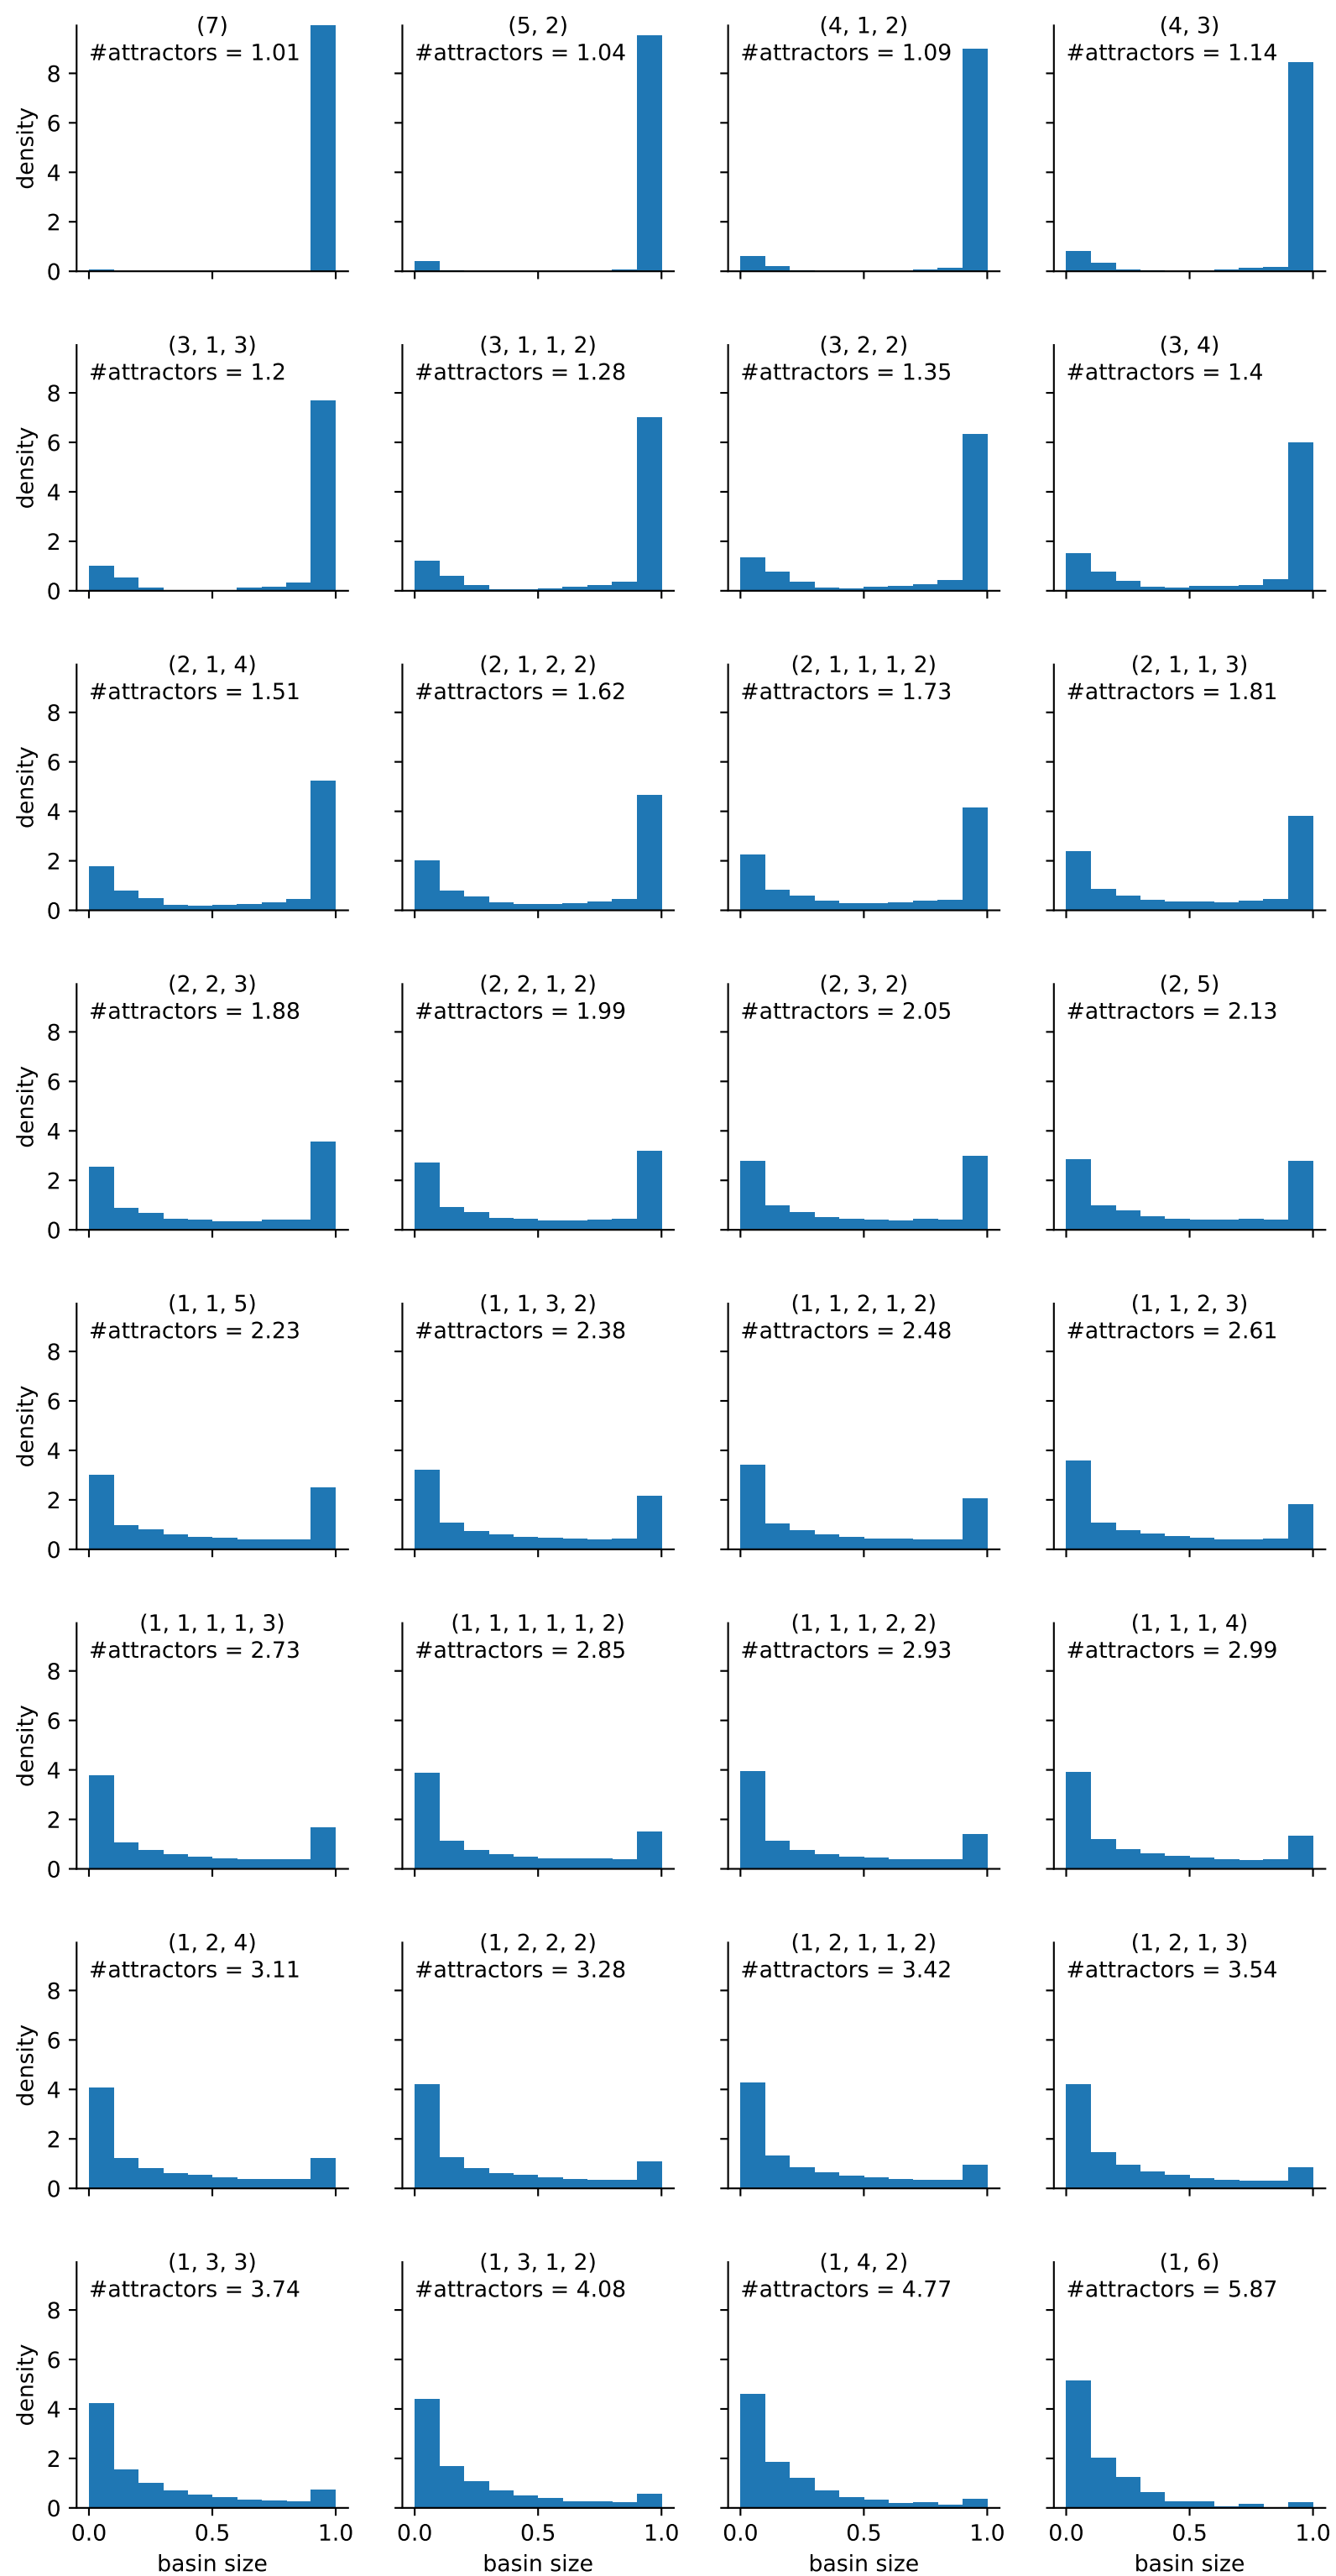 (7)
#attractors = 1.01
(5, 2)
#attractors = 1.04
(4, 1, 2)
#attractors = 1.09
(4, 3)
#attractors = 1.14
density
8
6
4
2
0
(3, 1, 3)
#attractors = 1.2
(3, 1, 1, 2)
#attractors = 1.28
(3, 2, 2)
#attractors = 1.35
(3, 4)
#attractors = 1.4
density
8
6
4
2
0
(2, 1, 4)
#attractors = 1.51
(2, 1, 2, 2)
#attractors = 1.62
(2, 1, 1, 1, 2)
#attractors = 1.73
(2, 1, 1, 3)
#attractors = 1.81
density
8
6
4
2
0
(2, 2, 3)
#attractors = 1.88
(2, 2, 1, 2)
#attractors = 1.99
(2, 3, 2)
#attractors = 2.05
(2, 5)
#attractors = 2.13
density
8
6
4
2
0
(1, 1, 5)
#attractors = 2.23
(1, 1, 3, 2)
#attractors = 2.38
(1, 1, 2, 1, 2)
#attractors = 2.48
(1, 1, 2, 3)
#attractors = 2.61
density
8
6
4
2
0
(1, 1, 1, 1, 3)
#attractors = 2.73
(1, 1, 1, 1, 1, 2)
#attractors = 2.85
(1, 1, 1, 2, 2)
#attractors = 2.93
(1, 1, 1, 4)
#attractors = 2.99
density
8
6
4
2
0
(1, 2, 4)
#attractors = 3.11
(1, 2, 2, 2)
#attractors = 3.28
(1, 2, 1, 1, 2)
#attractors = 3.42
(1, 2, 1, 3)
#attractors = 3.54
density
8
6
4
2
0
(1, 3, 3)
#attractors = 3.74
(1, 3, 1, 2)
#attractors = 4.08
(1, 4, 2)
#attractors = 4.77
(1, 6)
#attractors = 5.87
density
8
6
4
2
0
0.0 0.5 1.0
basin size
0.0 0.5 1.0
basin size
0.0 0.5 1.0
basin size
0.0 0.5 1.0
basin size